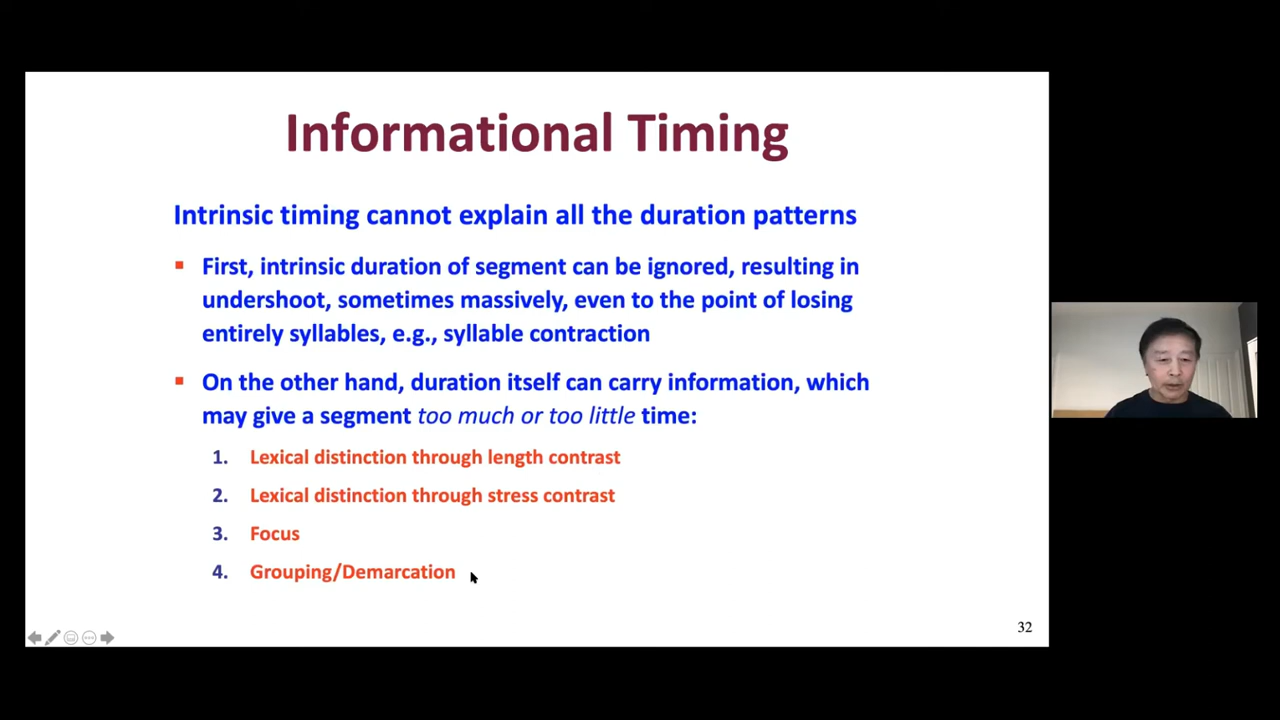 Informational Timing
Intrinsic timing cannot explain all the duration patterns
▪ First, intrinsic duration of segment can be ignored, resulting in
undershoot, sometimes massively, even to the point of losing
entirely syllables, e.g., syllable contraction
▪ On the other hand, duration itself can carry information, which
may give a segment too much or too little time:
1. Lexical distinction through length contrast
2. Lexical distinction through stress contrast
3. Focus
4. Grouping/Demarcation
32